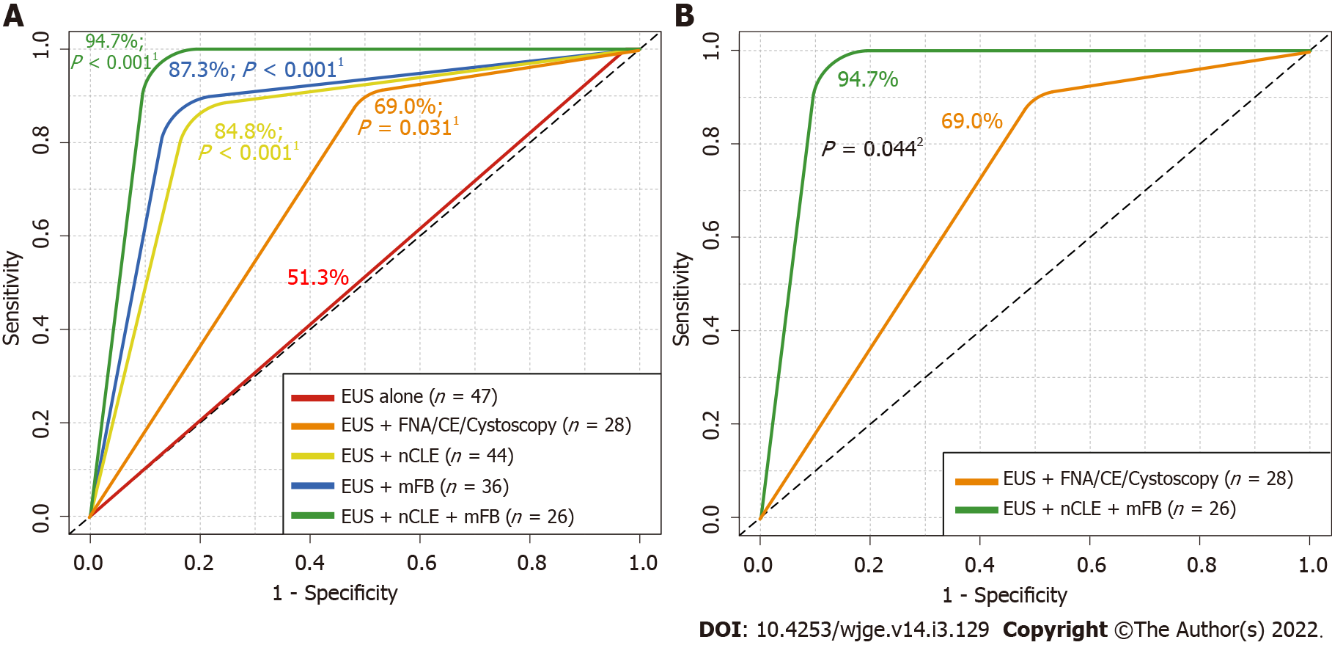 A
94.7%;
P < 0.001¹
87.3%; P < 0.001¹
84.8%;
P < 0.001¹
69.0%;
P = 0.031¹
51.3%
Sensitivity
1.0
0.8
0.6
0.4
0.2
0.0
EUS alone (n = 47)
EUS + FNA/CE/Cystoscopy (n = 28)
EUS + nCLE (n = 44)
EUS + mFB (n = 36)
EUS + nCLE + mFB (n = 26)
0.0 0.2 0.4 0.6 0.8 1.0
1 - Specificity
B
94.7%
69.0%
P = 0.044²
Sensitivity
1.0
0.8
0.6
0.4
0.2
0.0
EUS + FNA/CE/Cystoscopy (n = 28)
EUS + nCLE + mFB (n = 26)
0.0 0.2 0.4 0.6 0.8 1.0
1 - Specificity
DOI: 10.4253/wjge.v14.i3.129 Copyright ©The Author(s) 2022.